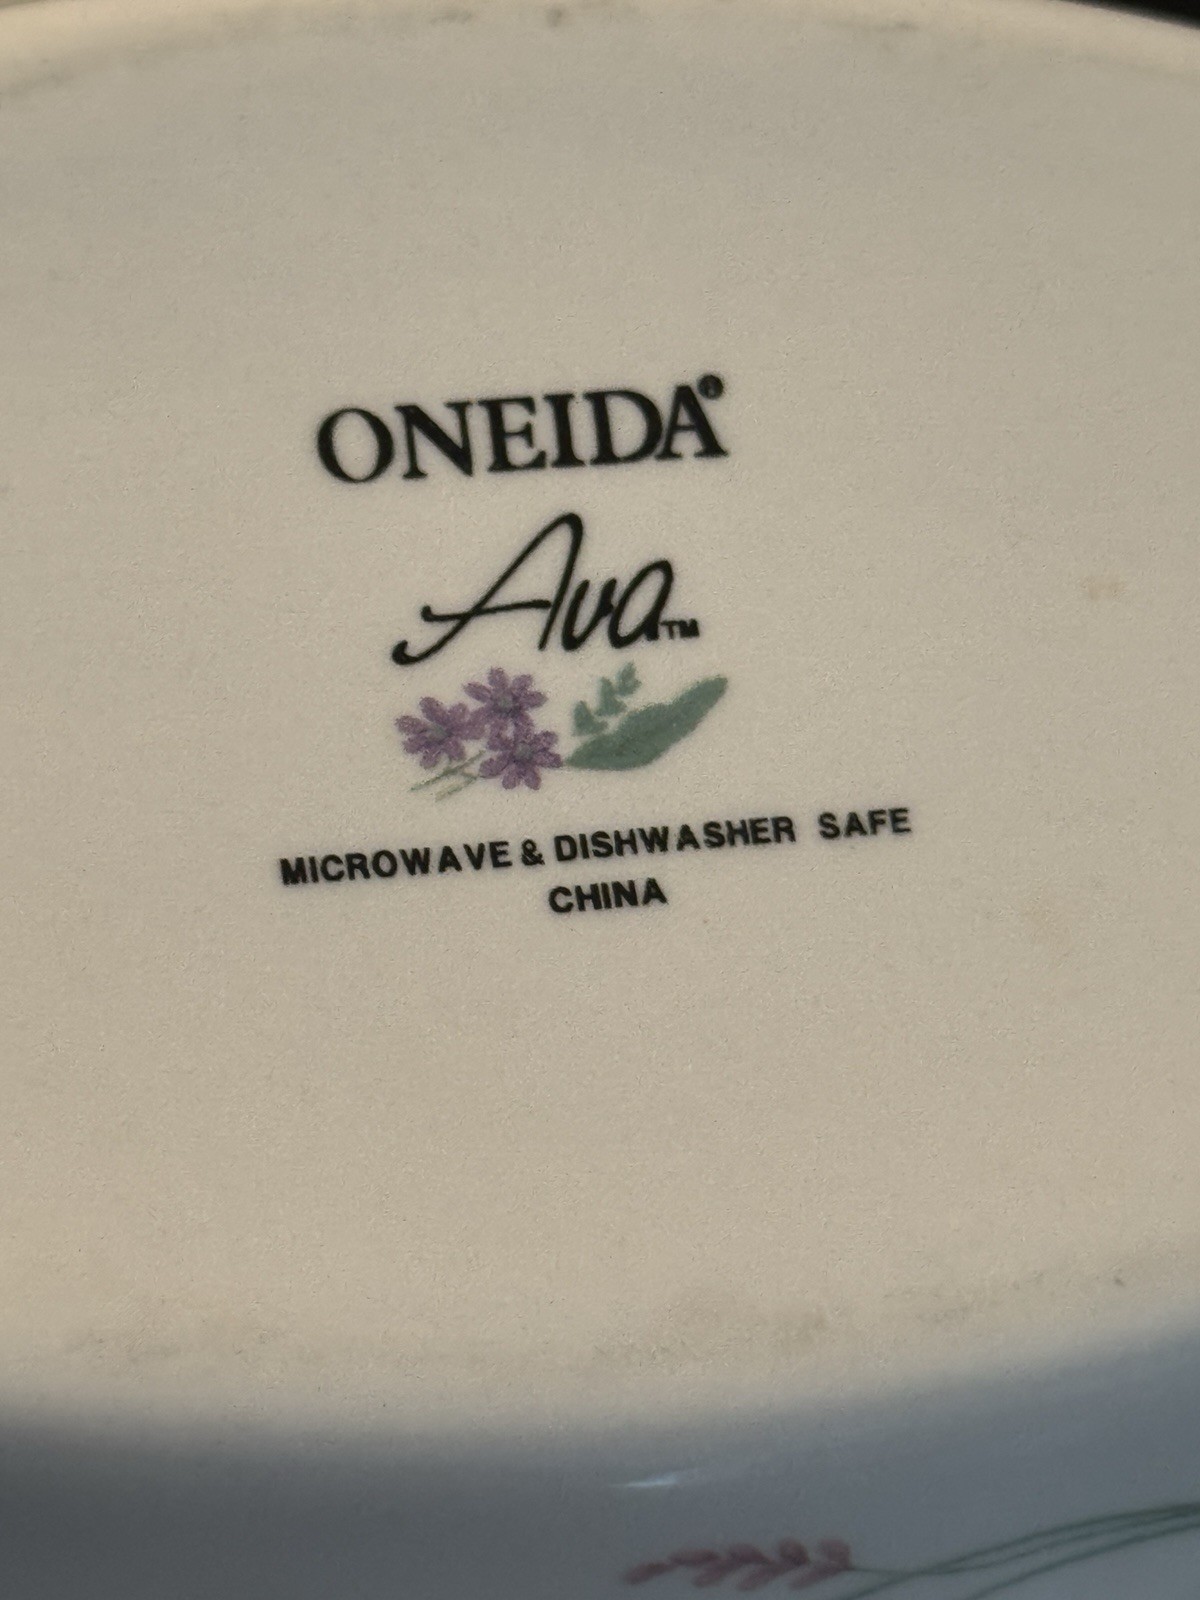 ONEIDA®
Ava™
MICROWAVE & DISHWASHER SAFE
CHINA